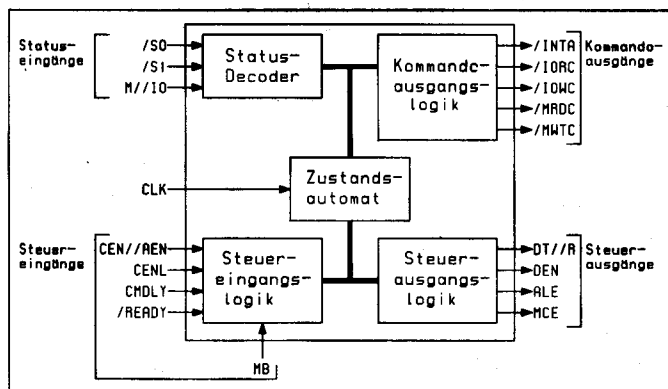 Status-
eingänge
/S0
/S1
M//IO
Status-
Decoder
Kommandc-
ausgangs-
logik
/INTA
/IORC
/IOWC
/MRDC
/MWTC
Kommando-
ausgänge
CLK
Zustands-
automat
Steuer-
eingänge
CEN//AEN
CENL
CMDLY
/READY
MB
Steuer-
eingangs-
logik
Steuer-
ausgangs-
logik
DT//R
DEN
ALE
MCE
Steuer-
ausgänge